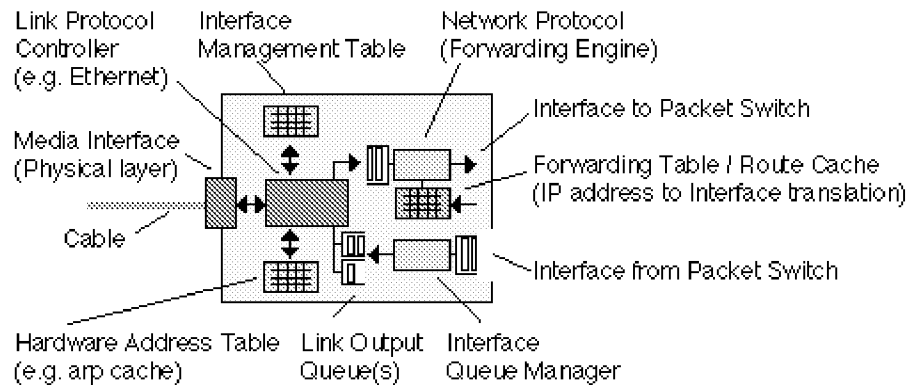 Link Protocol
Controller
(e.g. Ethernet)
Interface
Management Table
Network Protocol
(Forwarding Engine)
Interface to Packet Switch
Media Interface
(Physical layer)
Forwarding Table / Route Cache
(IP address to Interface translation)
Cable
Interface from Packet Switch
Hardware Address Table
(e.g. arp cache)
Link Output
Queue(s)
Interface
Queue Manager